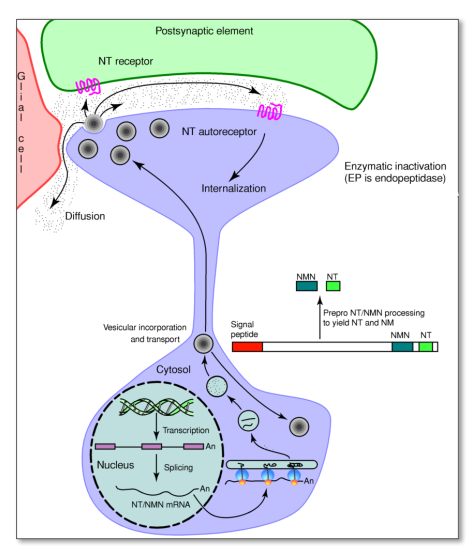 Postsynaptic element
NT receptor
Glial cell
NT autoreceptor
Enzymatic inactivation
(EP is endopeptidase)
Internalization
Diffusion
NMN NT
Prepro NT/NMN processing
to yield NT and NM
Vesicular incorporation
and transport
Signal
peptide
NMN NT
Cytosol
Transcription
An
Nucleus
Splicing
An
An
NT/NMN mRNA